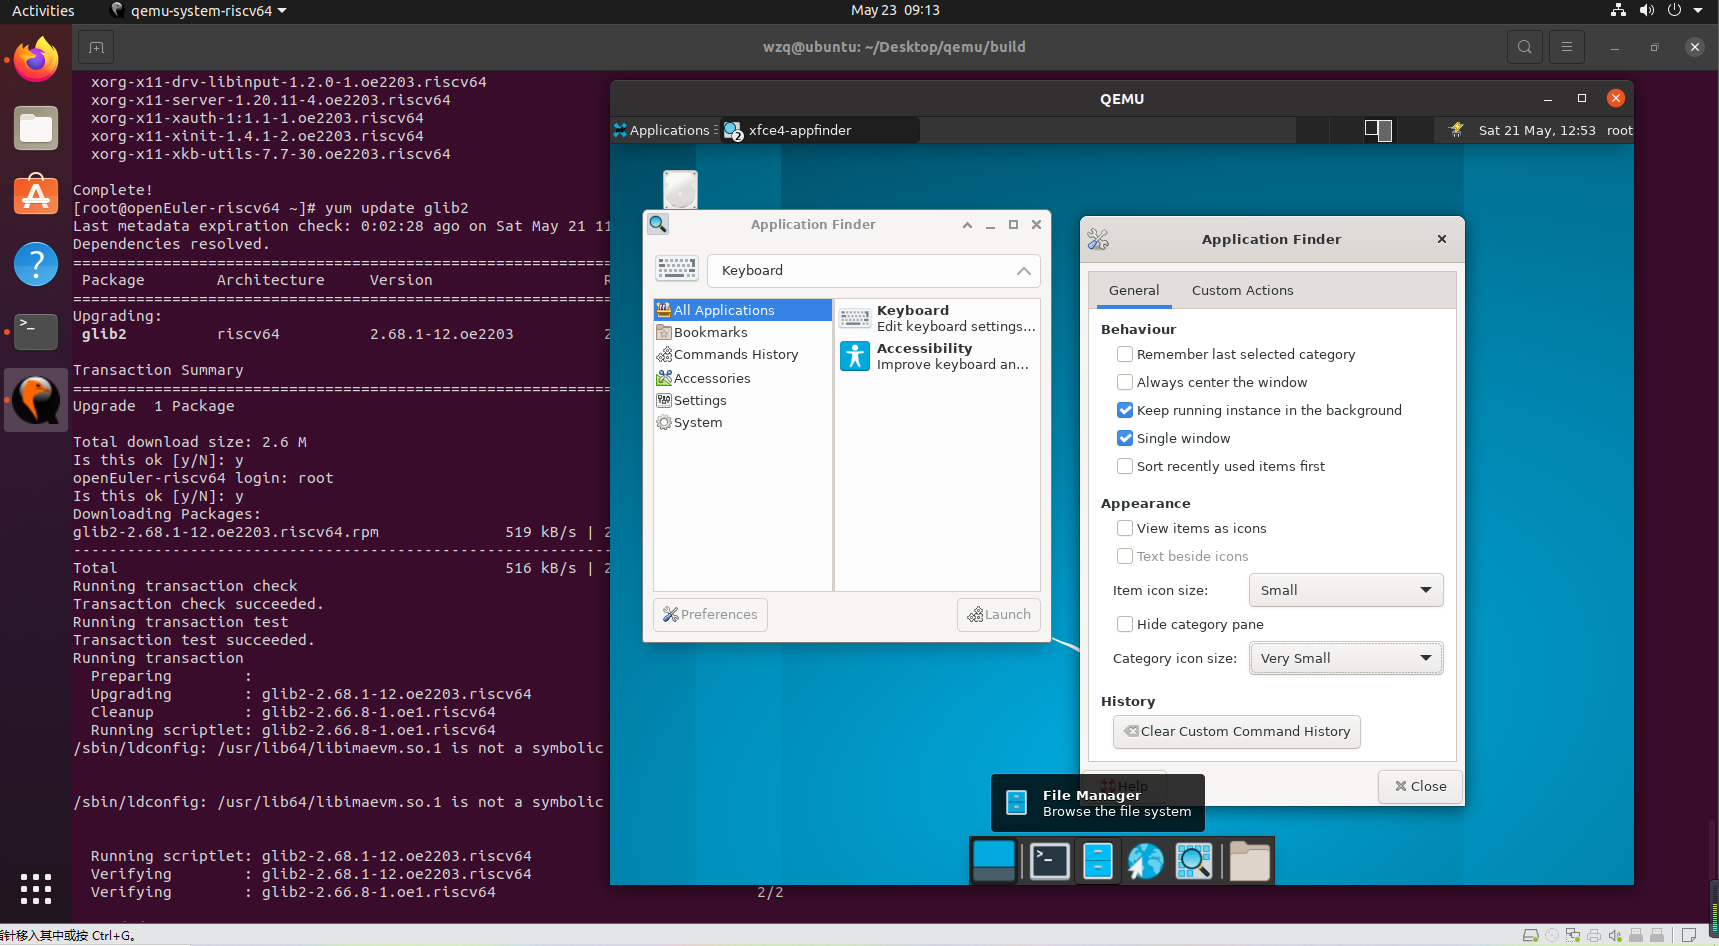 Activities
qemu-system-riscv64
May 23 09:13
wzq@ubuntu: ~/Desktop/qemu/build
xorg-x11-drv-libinput-1.2.0-1.oe2203.riscv64
xorg-x11-server-1.20.11-4.oe2203.riscv64
xorg-x11-xauth-1:1.1-1.oe2203.riscv64
xorg-x11-xinit-1.4.1-2.oe2203.riscv64
xorg-x11-xkb-utils-7.7-30.oe2203.riscv64
Complete!
[root@openEuler-riscv64 ~]# yum update glib2
Last metadata expiration check: 0:02:28 ago on Sat May 21 11
Dependencies resolved.
================================================================
Package Architecture Version R
================================================================
Upgrading:
glib2 riscv64 2.68.1-12.oe2203 2
Transaction Summary
================================================================
Upgrade 1 Package
Total download size: 2.6 M
Is this ok [y/N]: y
openEuler-riscv64 login: root
Is this ok [y/N]: y
Downloading Packages:
glib2-2.68.1-12.oe2203.riscv64.rpm 519 kB/s | 2
----------------------------------------------------------------
Total 516 kB/s | 2
Running transaction check
Transaction check succeeded.
Running transaction test
Transaction test succeeded.
Running transaction
Preparing :
Upgrading : glib2-2.68.1-12.oe2203.riscv64
Cleanup : glib2-2.66.8-1.oe1.riscv64
Running scriptlet: glib2-2.66.8-1.oe1.riscv64
/sbin/ldconfig: /usr/lib64/libimaevm.so.1 is not a symbolic
/sbin/ldconfig: /usr/lib64/libimaevm.so.1 is not a symbolic
Running scriptlet: glib2-2.68.1-12.oe2203.riscv64
Verifying : glib2-2.68.1-12.oe2203.riscv64
Verifying : glib2-2.66.8-1.oe1.riscv64 2/2
QEMU
Applications
2
xfce4-appfinder
Sat 21 May, 12:53
root
Application Finder
Keyboard
All Applications
Bookmarks
Commands History
Accessories
Settings
System
Keyboard
Edit keyboard settings...
Accessibility
Improve keyboard an...
Preferences
Launch
Application Finder
General
Custom Actions
Behaviour
Remember last selected category
Always center the window
Keep running instance in the background
Single window
Sort recently used items first
Appearance
View items as icons
Text beside icons
Item icon size: Small
Hide category pane
Category icon size: Very Small
History
Clear Custom Command History
Help
Close
File Manager
Browse the file system
指针移入其中或按 Ctrl+G。